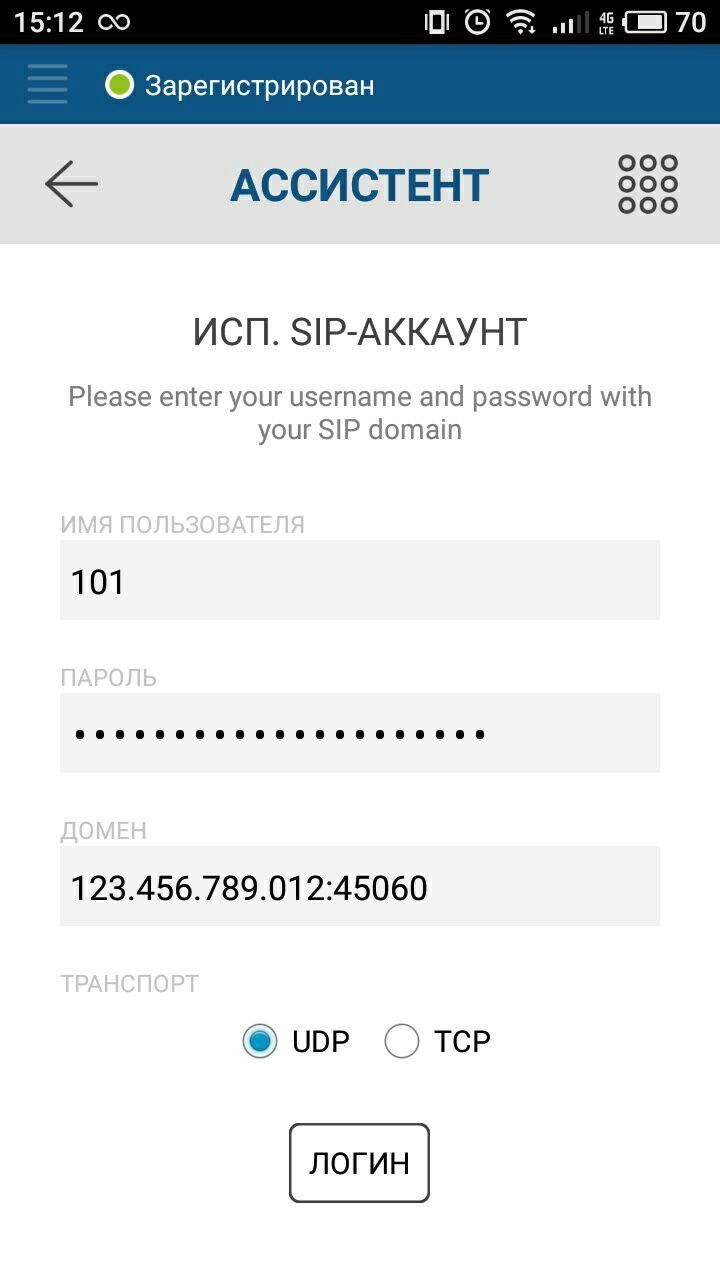 15:12 4G LTE 70
Зарегистрирован
АССИСТЕНТ
ИСП. SIP-АККАУНТ
Please enter your username and password with
your SIP domain
ИМЯ ПОЛЬЗОВАТЕЛЯ
101
ПАРОЛЬ
•••••••••••••••••••••
ДОМЕН
123.456.789.012:45060
ТРАНСПОРТ
UDP TCP
ЛОГИН